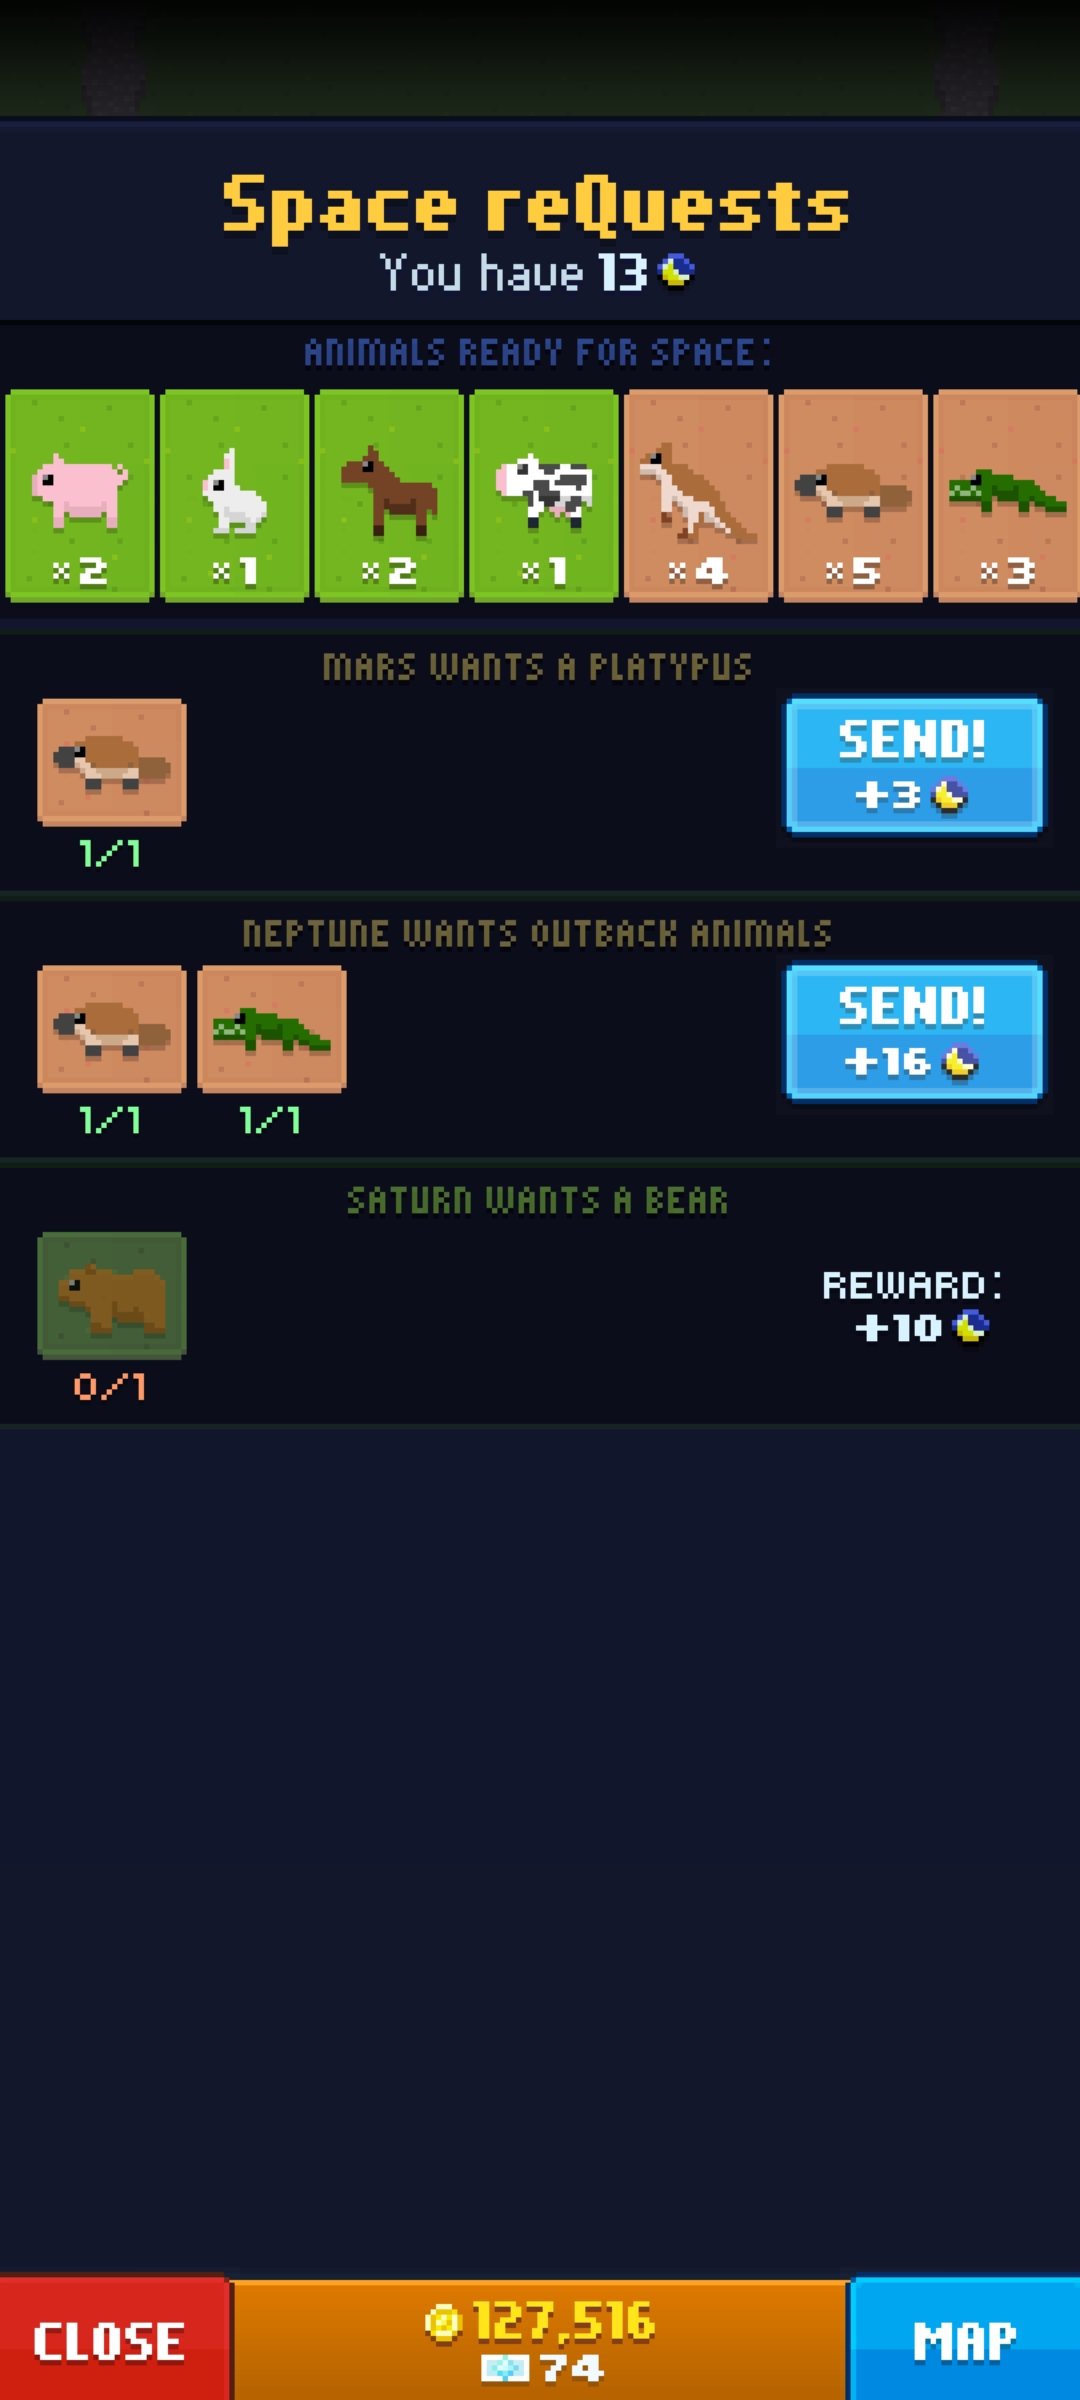 Space reQuests
You have 13
ANIMALS READY FOR SPACE:
×2 ×1 ×2 ×1 ×4 ×5 ×3
MARS WANTS A PLATYPUS
SEND!
+3
1/1
NEPTUNE WANTS OUTBACK ANIMALS
SEND!
+16
1/1 1/1
SATURN WANTS A BEAR
REWARD:
+10
0/1
CLOSE
127,516
74
MAP